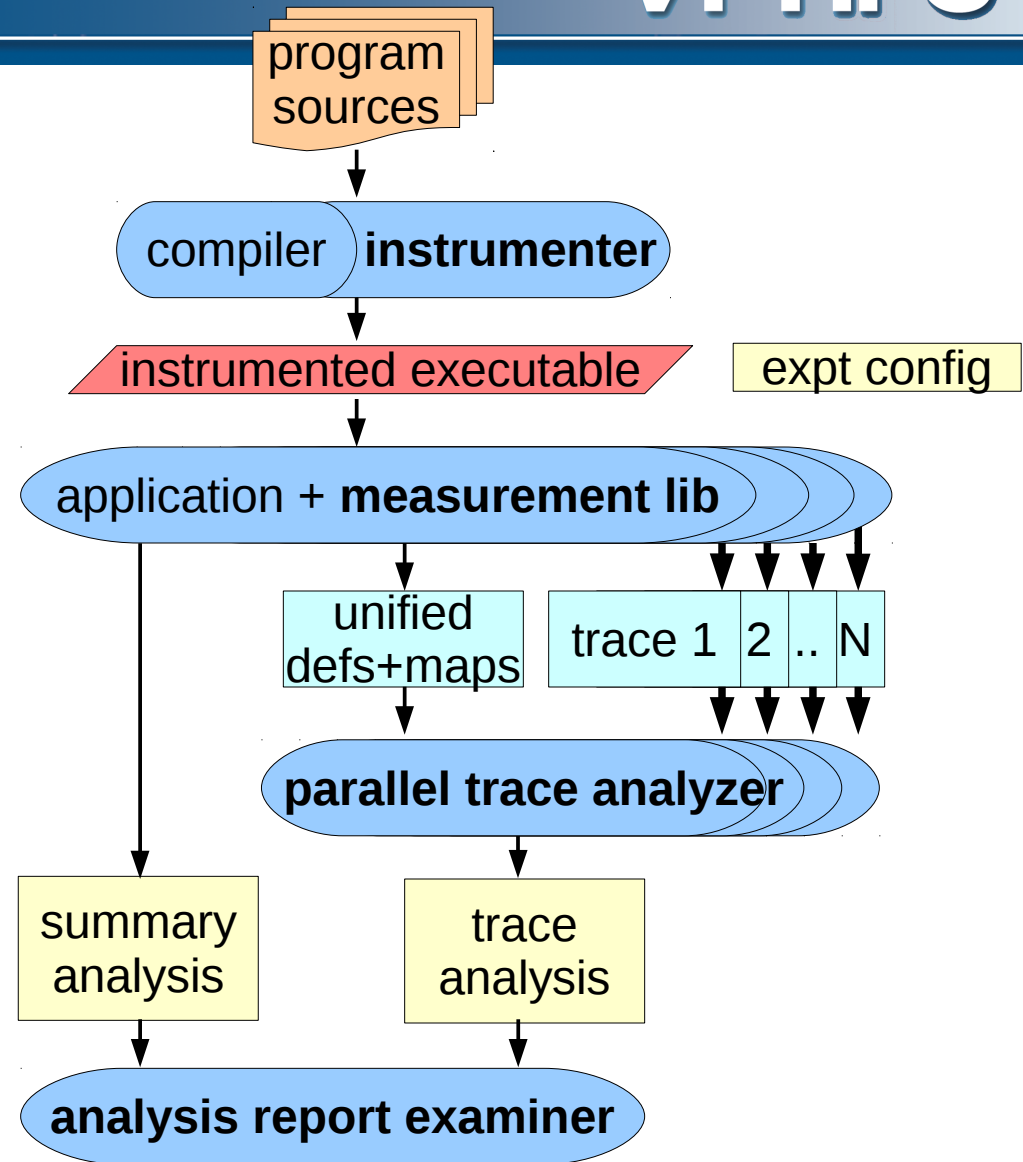 program
sources
compiler instrumenter
instrumented executable
expt config
application + measurement lib
unified
defs+maps
trace 1 2 .. N
parallel trace analyzer
summary
analysis
trace
analysis
analysis report examiner